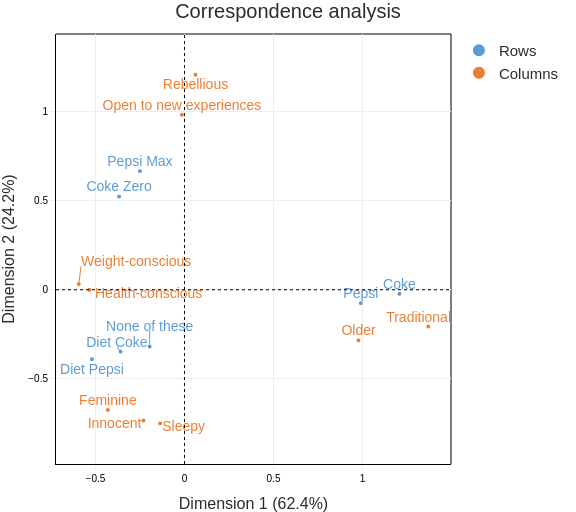 Correspondence analysis
Rows
Columns
Rebellious
Open to new experiences
Pepsi Max
Coke Zero
Weight-conscious
Health-conscious
Coke
Pepsi
Traditional
Older
None of these
Diet Coke
Diet Pepsi
Feminine
Innocent
Sleepy
1
0.5
0
−0.5
−0.5
0
0.5
1
Dimension 1 (62.4%)
Dimension 2 (24.2%)